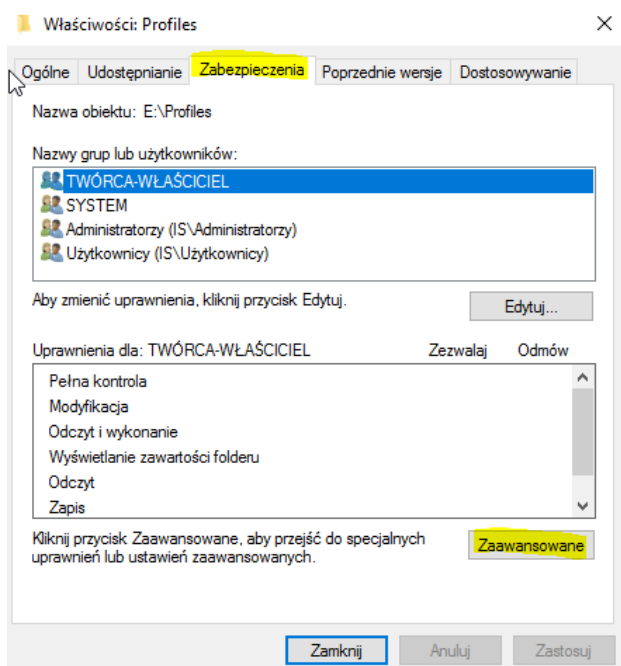 Właściwości: Profiles
Ogólne Udostępnianie Zabezpieczenia Poprzednie wersje Dostosowywanie
Nazwa obiektu: E:\Profiles
Nazwy grup lub użytkowników:
TWÓRCA-WŁAŚCICIEL
SYSTEM
Administratorzy (IS\Administratorzy)
Użytkownicy (IS\Użytkownicy)
Aby zmienić uprawnienia, kliknij przycisk Edytuj.
Edytuj...
Uprawnienia dla: TWÓRCA-WŁAŚCICIEL Zezwalaj Odmów
Pełna kontrola
Modyfikacja
Odczyt i wykonanie
Wyświetlanie zawartości folderu
Odczyt
Zapis
Kliknij przycisk Zaawansowane, aby przejść do specjalnych
uprawnień lub ustawień zaawansowanych.
Zaawansowane
Zamknij Anuluj Zastosuj